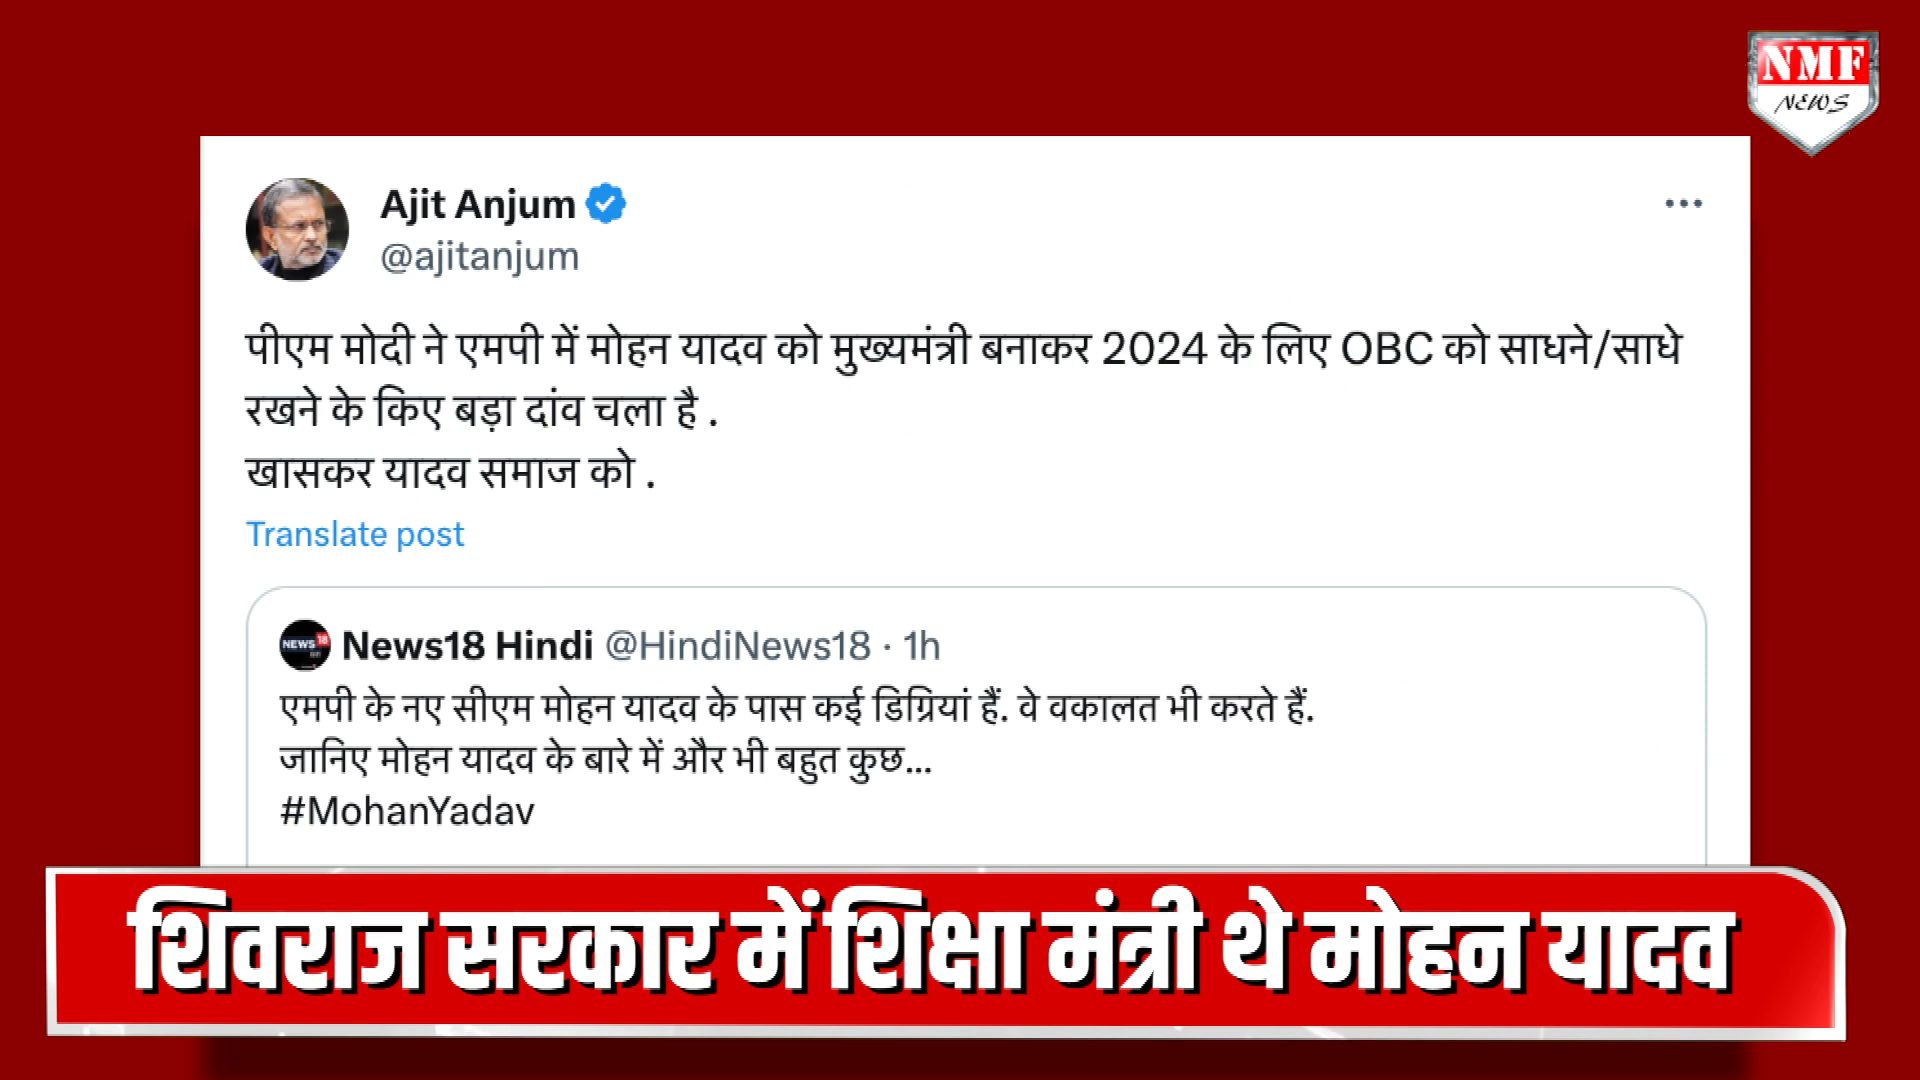 NMF
NEWS
Ajit Anjum
@ajitanjum
पीएम मोदी ने एमपी में मोहन यादव को मुख्यमंत्री बनाकर 2024 के लिए OBC को साधने/साधे
रखने के किए बड़ा दांव चला है .
खासकर यादव समाज को .
Translate post
NEWS 18
News18 Hindi @HindiNews18 · 1h
एमपी के नए सीएम मोहन यादव के पास कई डिग्रियां हैं. वे वकालत भी करते हैं.
जानिए मोहन यादव के बारे में और भी बहुत कुछ...
#MohanYadav
शिवराज सरकार में शिक्षा मंत्री थे मोहन यादव